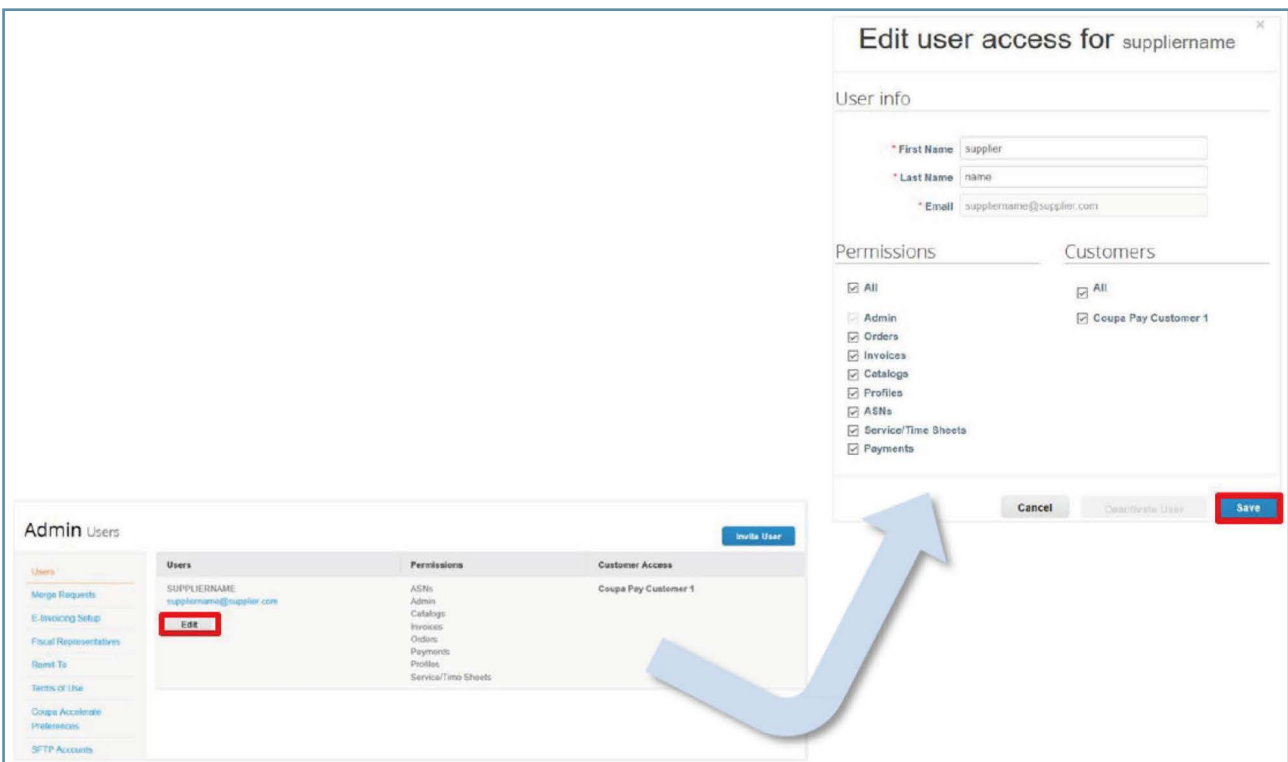 Edit user access for suppliername
×
User info
* First Name supplier
* Last Name name
* Email suppliername@supplier.com
Permissions Customers
All All
Admin Coupa Pay Customer 1
Orders
Invoices
Catalogs
Profiles
ASNs
Service/Time Sheets
Payments
Cancel Deactivate User Save
Admin Users
Invite User
Users
Merge Requests
E-Invoicing Setup
Fiscal Representatives
Remit To
Terms of Use
Coupa Accelerate
Preferences
SFTP Accounts
Users Permissions Customer Access
SUPPLIERNAME ASNs Coupa Pay Customer 1
suppliername@supplier.com Admin
Catalogs
Edit Invoices
Orders
Payments
Profiles
Service/Time Sheets